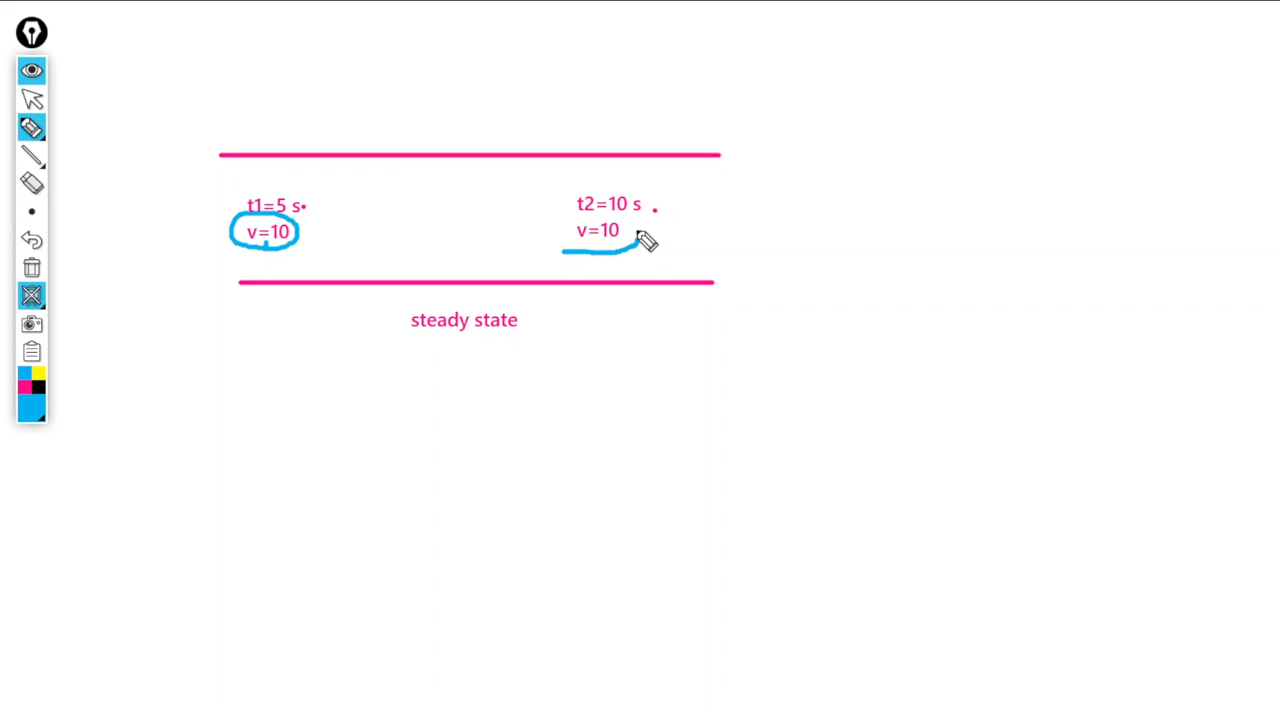 t1=5 s
v=10
t2=10 s
v=10
steady state